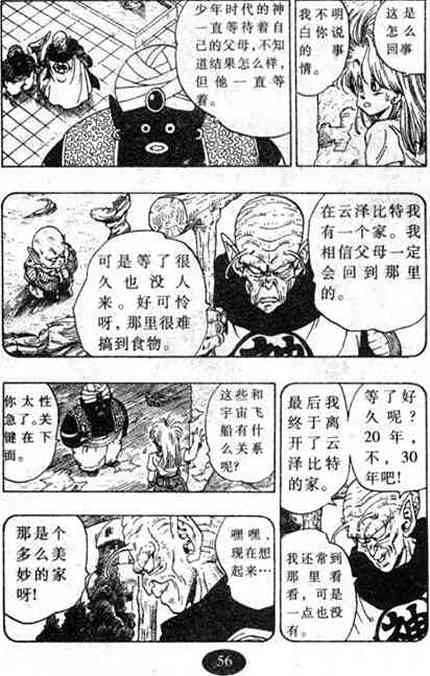 这是
怎么
回事
我不明
白你说
的事
情。
少年时代的神
一直等待着自
己的父母,不知
道结果怎么样,
但他一直等
着。
在云泽比特我
有一个家。我
相信父母一定
会回到那里
的。
可是等了很
久也没人
来。好可怜
呀,那里很难
搞到食物。
这些和
宇宙飞
船有什
么关系
呢?
你太性
急了。关
键在下
面。
等了好
久呢?
20年,
不,30
年吧!
最后我
终于离
开了云
泽比特
的家。
我还常到
那里看
看,可是
一点也没
有。
神
嘿嘿,
现在想
起来…
那是个
多么美
妙的家
呀!
56